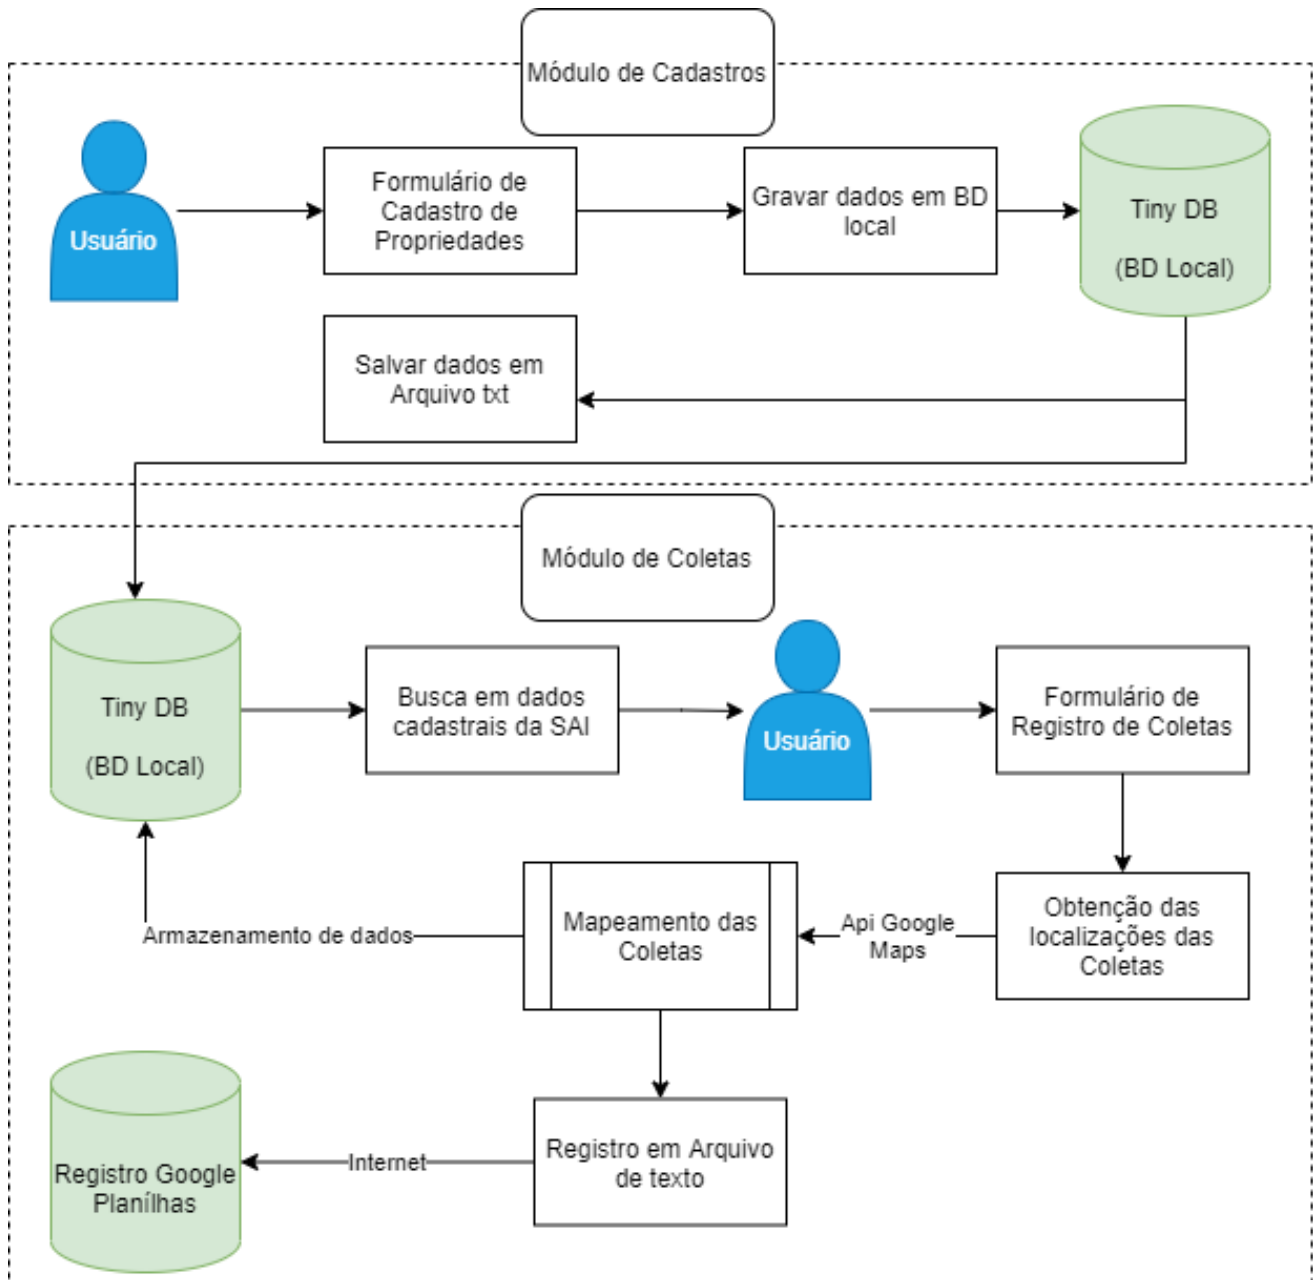 Módulo de Cadastros
Usuário
Formulário de
Cadastro de
Propriedades
Gravar dados em BD
local
Tiny DB
(BD Local)
Salvar dados em
Arquivo txt
Módulo de Coletas
Tiny DB
(BD Local)
Busca em dados
cadastrais da SAI
Usuário
Formulário de
Registro de Coletas
Obtenção das
localizações das
Coletas
Api Google
Maps
Mapeamento das
Coletas
Armazenamento de dados
Registro em Arquivo
de texto
Internet
Registro Google
Planílhas